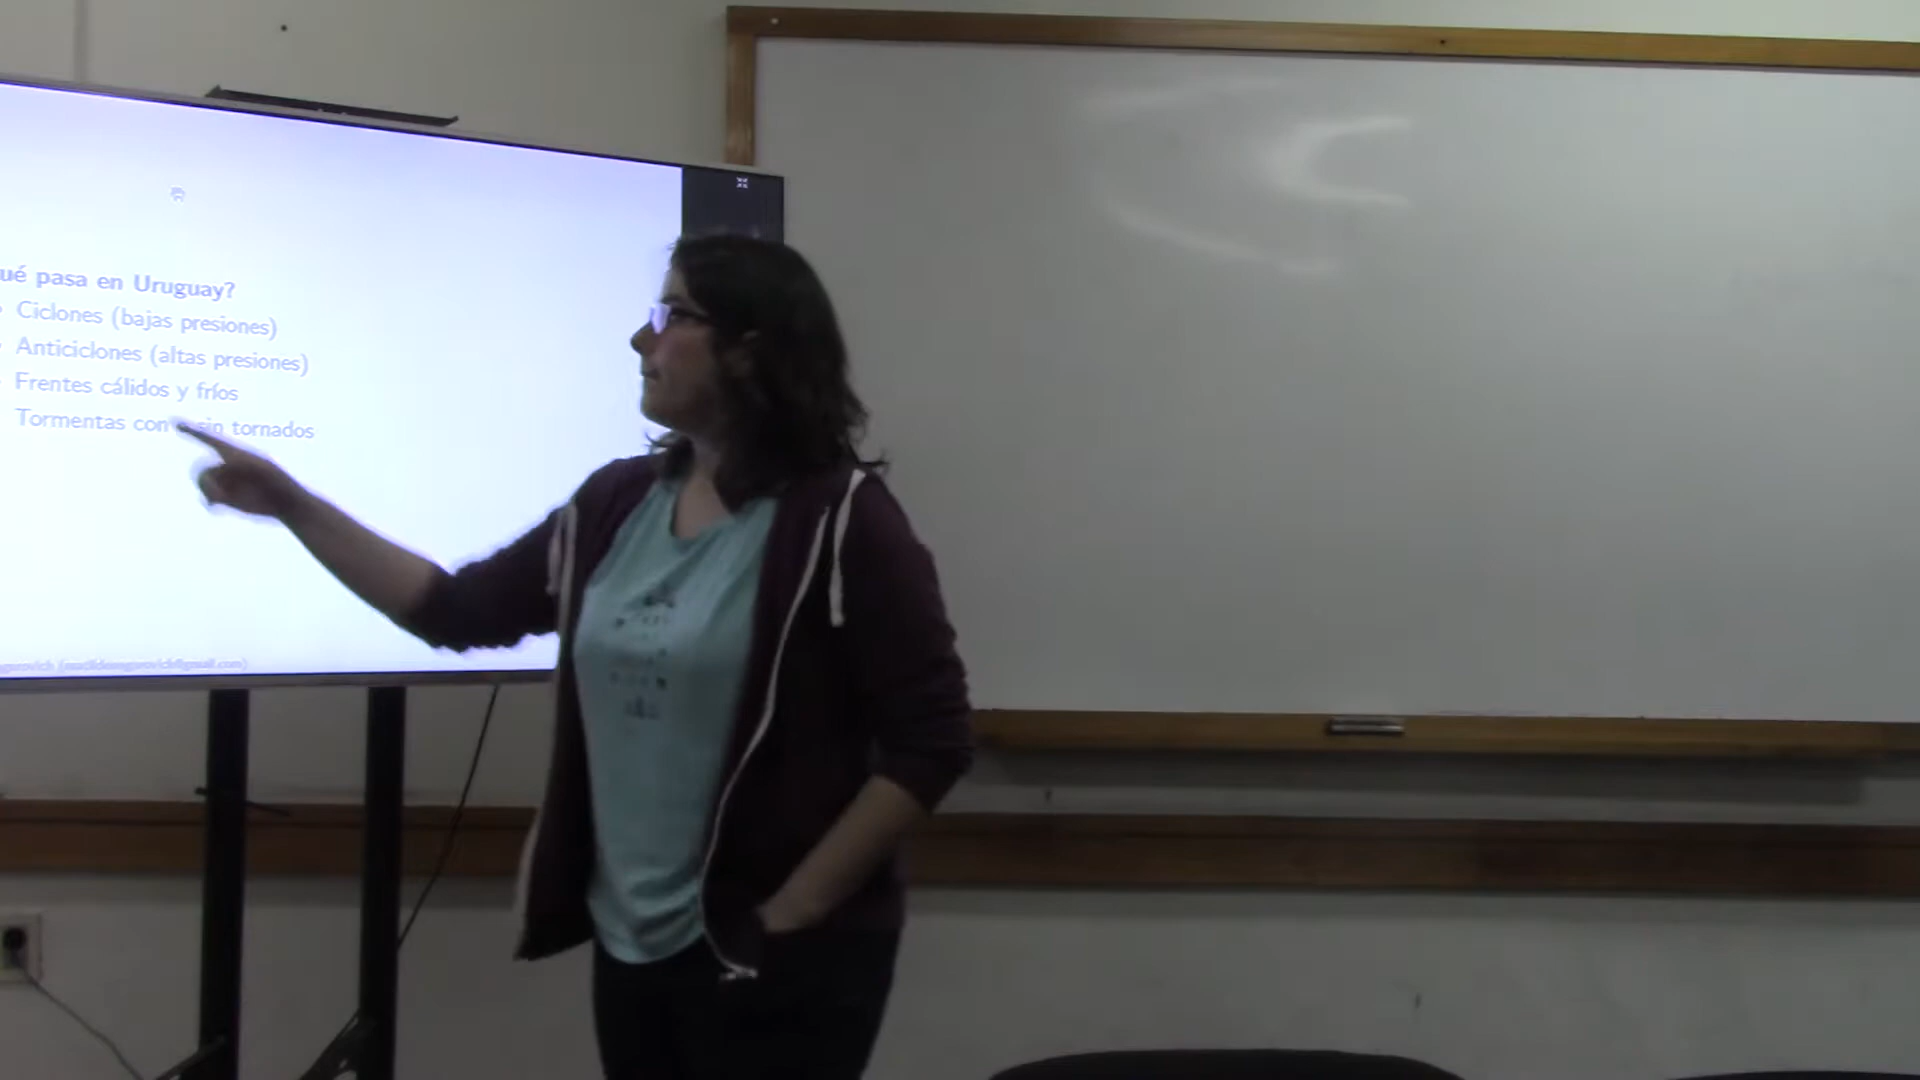 ué pasa en Uruguay?
Ciclones (bajas presiones)
Anticiclones (altas presiones)
Frentes cálidos y fríos
Tormentas con sin tornados